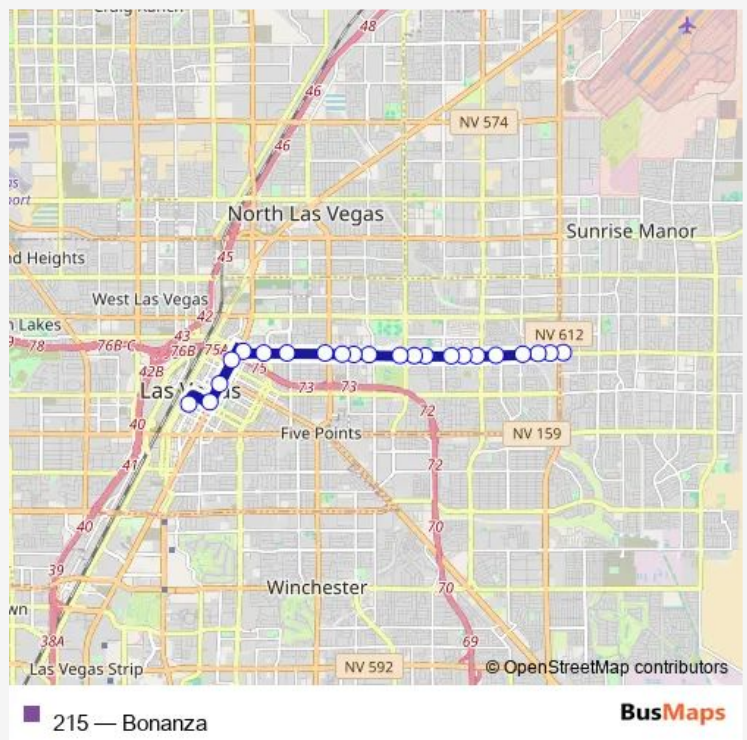 Craig Ranch
48
46
NV 574
46
North Las Vegas
Sunrise Manor
45
nd Heights
West Las Vegas
42
n Lakes
43
NV 612
78
76B-C
76B
75A
42B
75
Las V as
73
73
72
40
Five Points
NV 159
41
72
40
70
39
Winchester
70
wn
38A
69
Las Vegas Strip
NV 592
© OpenStreetMap contributors
215 — Bonanza
BusMaps